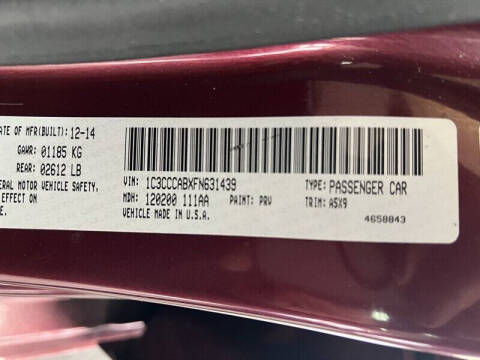 ATE OF MFR(BUILT): 12-14
GAWR: 01185 KG
REAR: 02612 LB
ERAL MOTOR VEHICLE SAFETY,
EFFECT ON
VIN: 1C3CCCABXFN631439 TYPE: PASSENGER CAR
MDH: 120200 111AA PAINT: PRV TRIM: A5X9
VEHICLE MADE IN U.S.A. 4658843